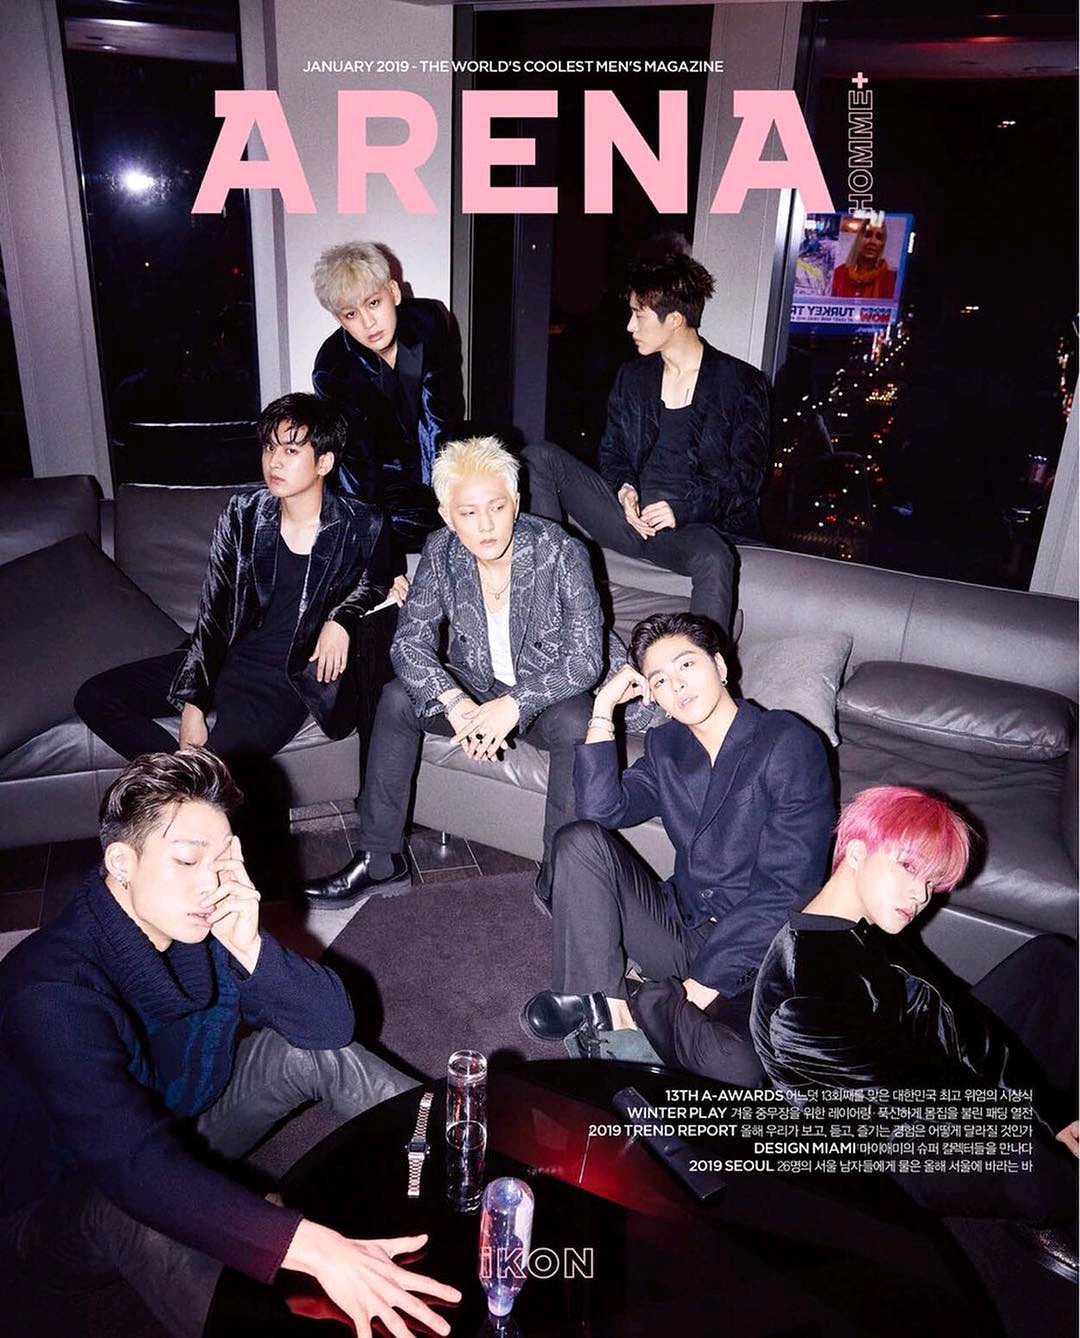 JANUARY 2019 - THE WORLD'S COOLEST MEN'S MAGAZINE
ARENA
HOMME+
TURKEY TR
NOW
13TH A-AWARDS 어느덧 13회째를 맞은 대한민국 최고 위엄의 시상식
WINTER PLAY 겨울 중무장을 위한 레이어링·푹신하게 몸집을 불린 패딩 열전
2019 TREND REPORT 올해 우리가 보고, 듣고, 즐기는 경험은 어떻게 달라질 것인가
DESIGN MIAMI 마이애미의 슈퍼 컬렉터들을 만나다
2019 SEOUL 26명의 서울 남자들에게 물은 올해 서울에 바라는 바
iKON